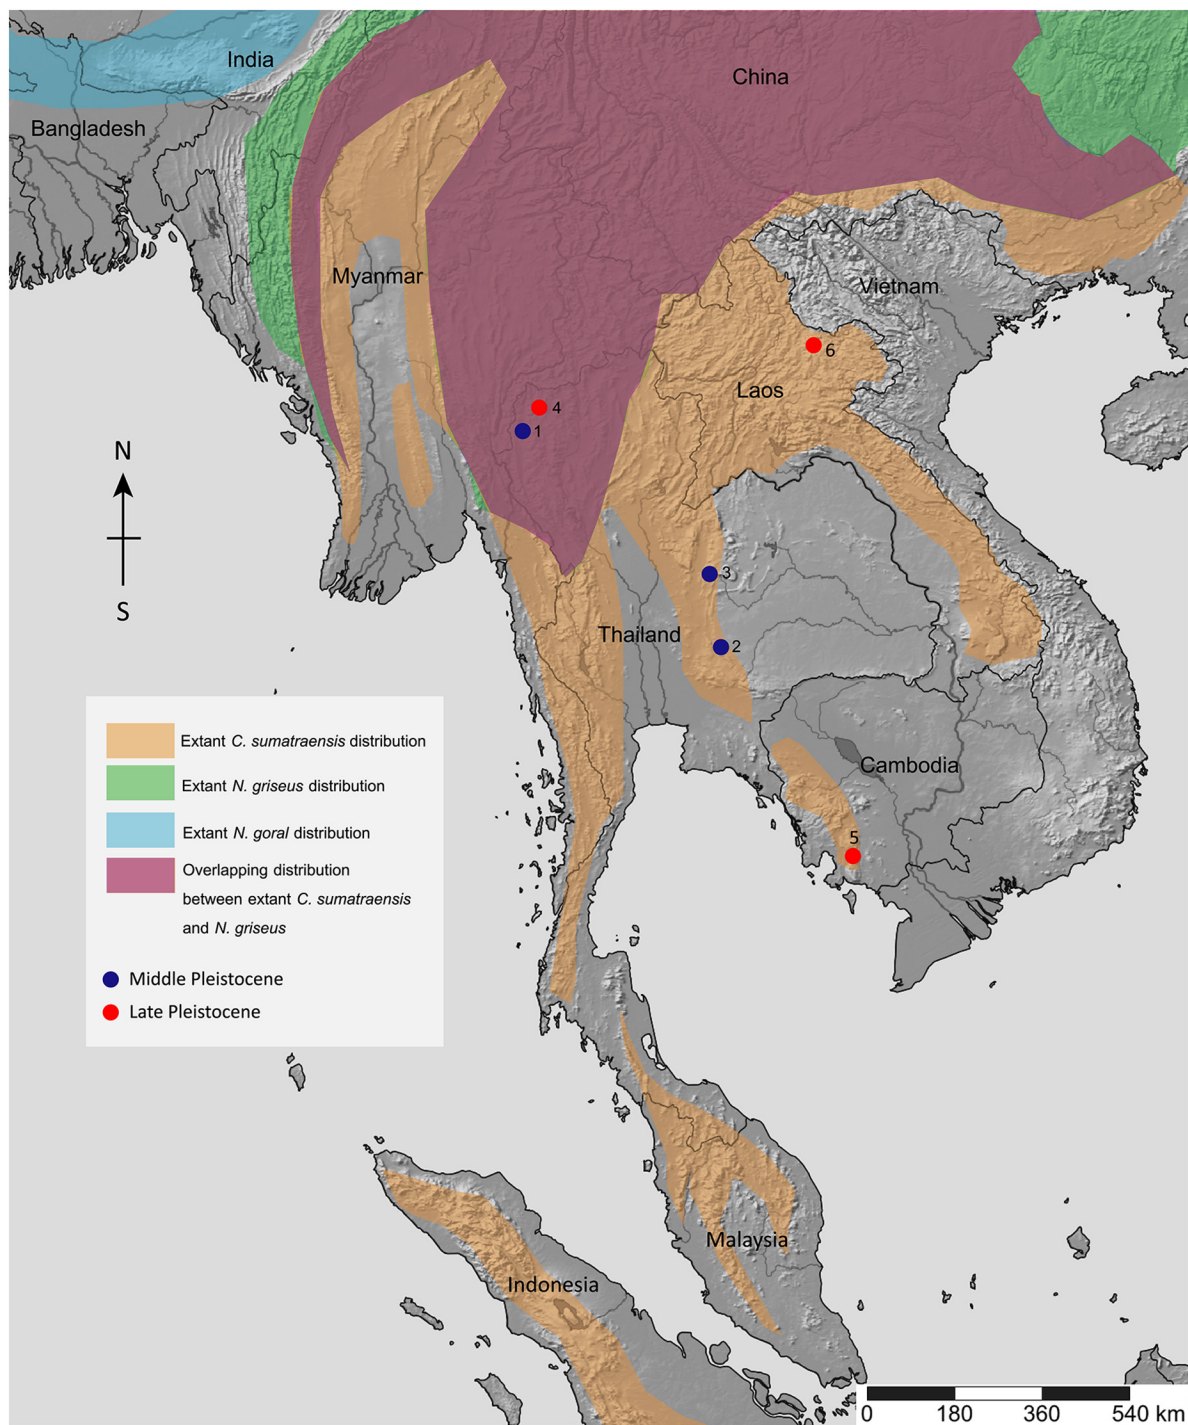 India
China
Bangladesh
Myanmar
Vietnam
6
Laos
4
1
N
S
3
Thailand
2
Cambodia
5
Extant C. sumatraensis distribution
Extant N. griseus distribution
Extant N. goral distribution
Overlapping distribution
between extant C. sumatraensis
and N. griseus
Middle Pleistocene
Late Pleistocene
Malaysia
Indonesia
0 180 360 540 km